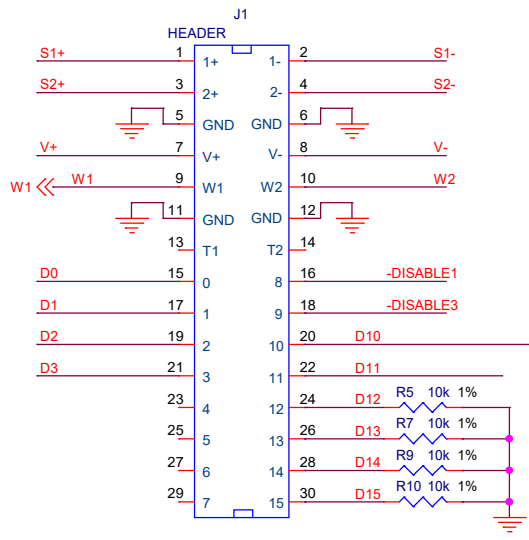 J1
HEADER
S1+ 1 1+ 1- 2 S1-
S2+ 3 2+ 2- 4 S2-
5 GND GND 6
V+ 7 V+ V- 8 V-
W1 W1 9 W1 W2 10 W2
11 GND GND 12
13 T1 T2 14
D0 15 0 8 16 -DISABLE1
D1 17 1 9 18 -DISABLE3
D2 19 2 10 20 D10
D3 21 3 11 22 D11
23 4 12 24 D12 R5 10k 1%
25 5 13 26 D13 R7 10k 1%
27 6 14 28 D14 R9 10k 1%
29 7 15 30 D15 R10 10k 1%